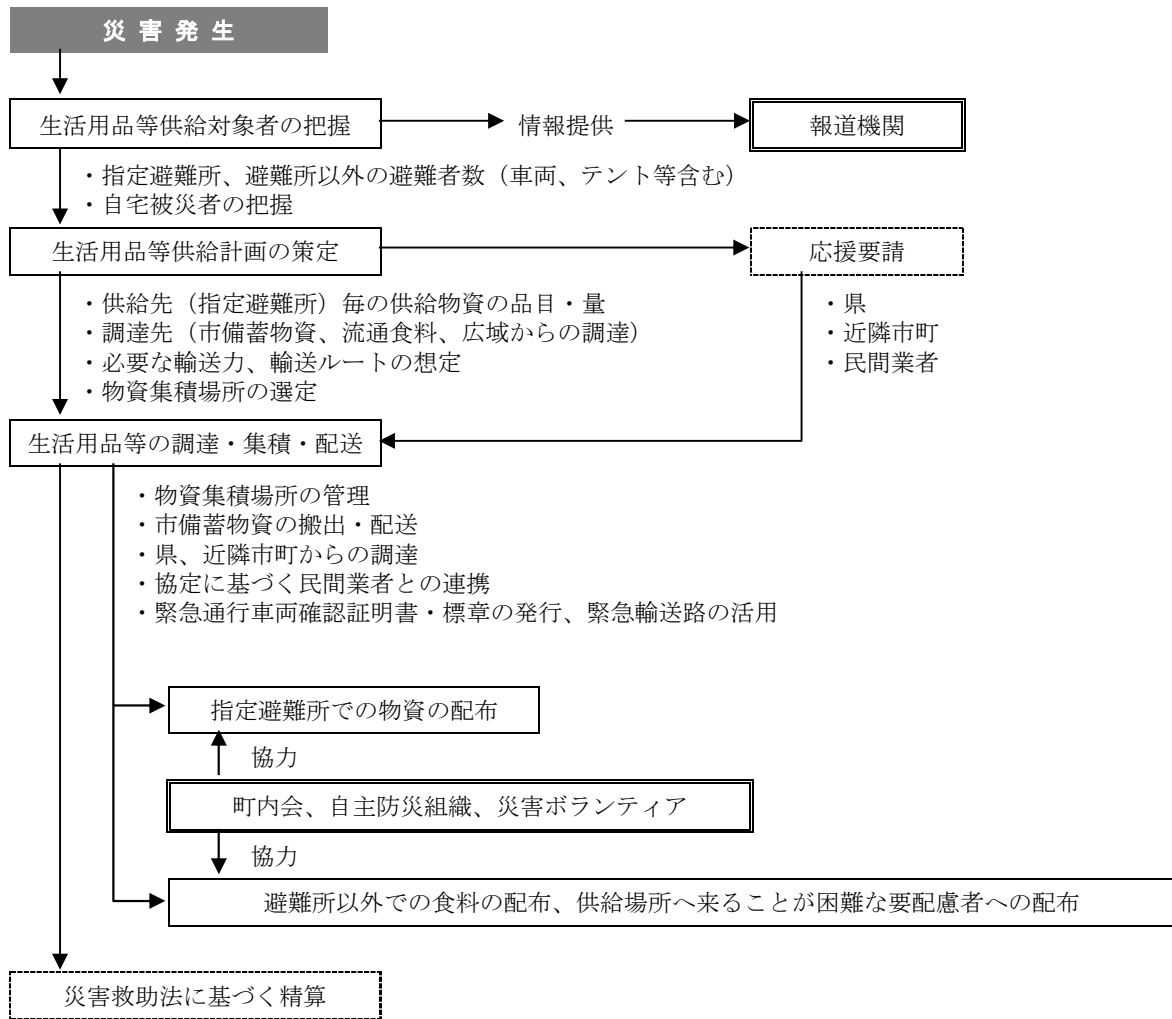 災害発生
生活用品等供給対象者の把握
情報提供
報道機関
・指定避難所、避難所以外の避難者数（車両、テント等含む）
・自宅被災者の把握
生活用品等供給計画の策定
応援要請
・供給先（指定避難所）毎の供給物資の品目・量
・調達先（市備蓄物資、流通食料、広域からの調達）
・必要な輸送力、輸送ルートの想定
・物資集積場所の選定
・県
・近隣市町
・民間業者
生活用品等の調達・集積・配送
・物資集積場所の管理
・市備蓄物資の搬出・配送
・県、近隣市町からの調達
・協定に基づく民間業者との連携
・緊急通行車両確認証明書・標章の発行、緊急輸送路の活用
指定避難所での物資の配布
協力
町内会、自主防災組織、災害ボランティア
協力
避難所以外での食料の配布、供給場所へ来ることが困難な要配慮者への配布
災害救助法に基づく精算